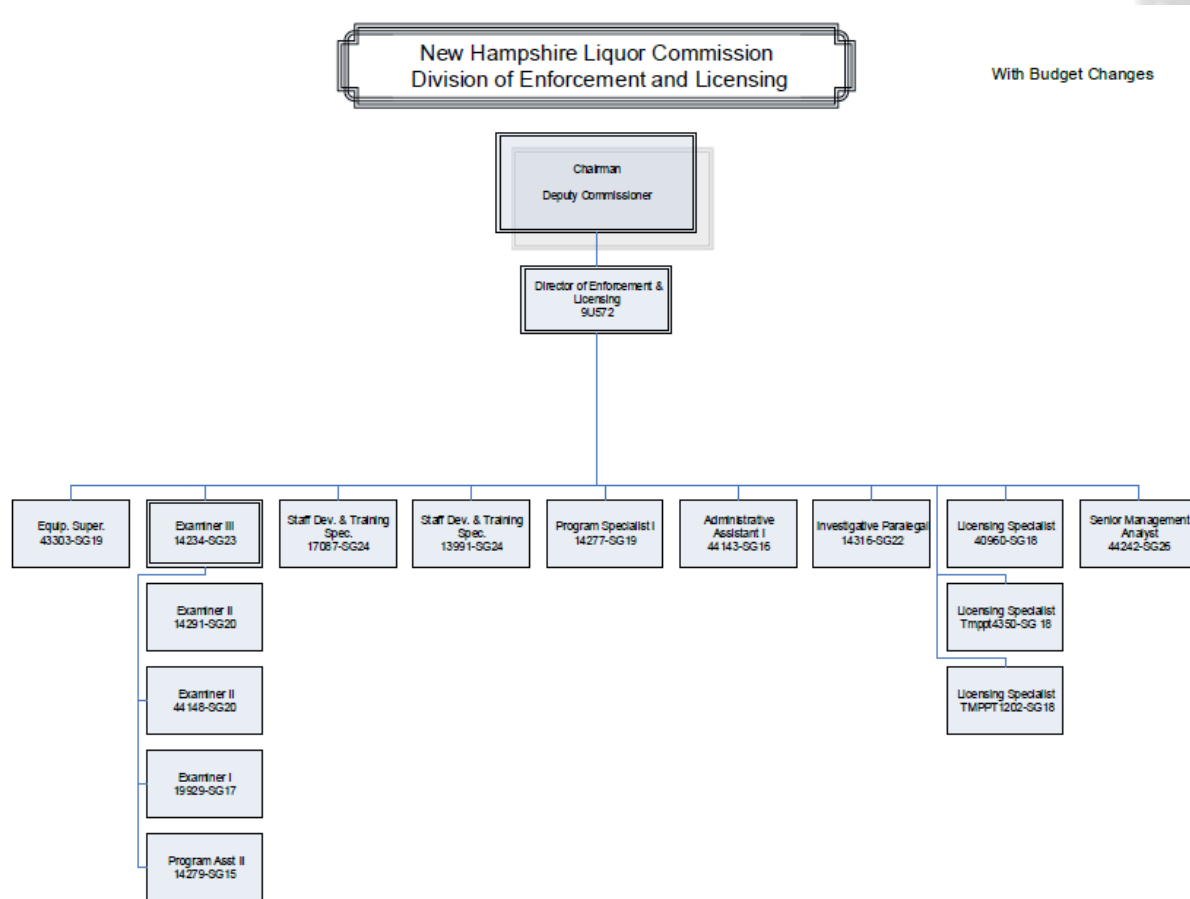 New Hampshire Liquor Commission
Division of Enforcement and Licensing
With Budget Changes
Chairman
Deputy Commissioner
Director of Enforcement &
Licensing
9U572
Equip. Super.
43303-SG19
Examiner III
14234-SG23
Staff Dev. & Training
Spec.
17087-SG24
Staff Dev. & Training
Spec.
13991-SG24
Program Specialist I
14277-SG19
Administrative
Assistant I
44143-SG16
Investigative Paralegal
14316-SG22
Licensing Specialist
40960-SG18
Senior Management
Analyst
44242-SG26
Examiner II
14291-SG20
Licensing Specialist
Tmppt4350-SG 18
Examiner II
44148-SG20
Licensing Specialist
TMPPT1202-SG18
Examiner I
19929-SG17
Program Asst II
14279-SG15